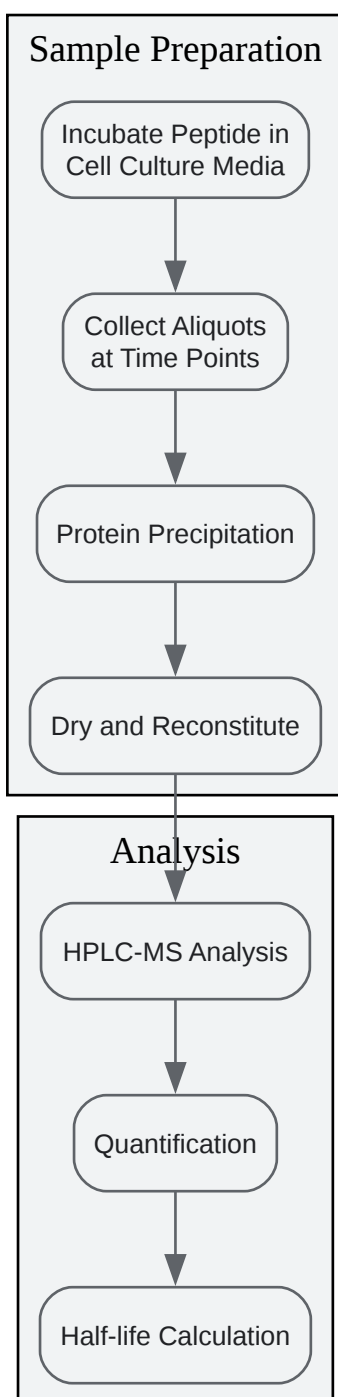 Sample Preparation
Incubate Peptide in
Cell Culture Media
Collect Aliquots
at Time Points
Protein Precipitation
Dry and Reconstitute
Analysis
HPLC-MS Analysis
Quantification
Half-life Calculation